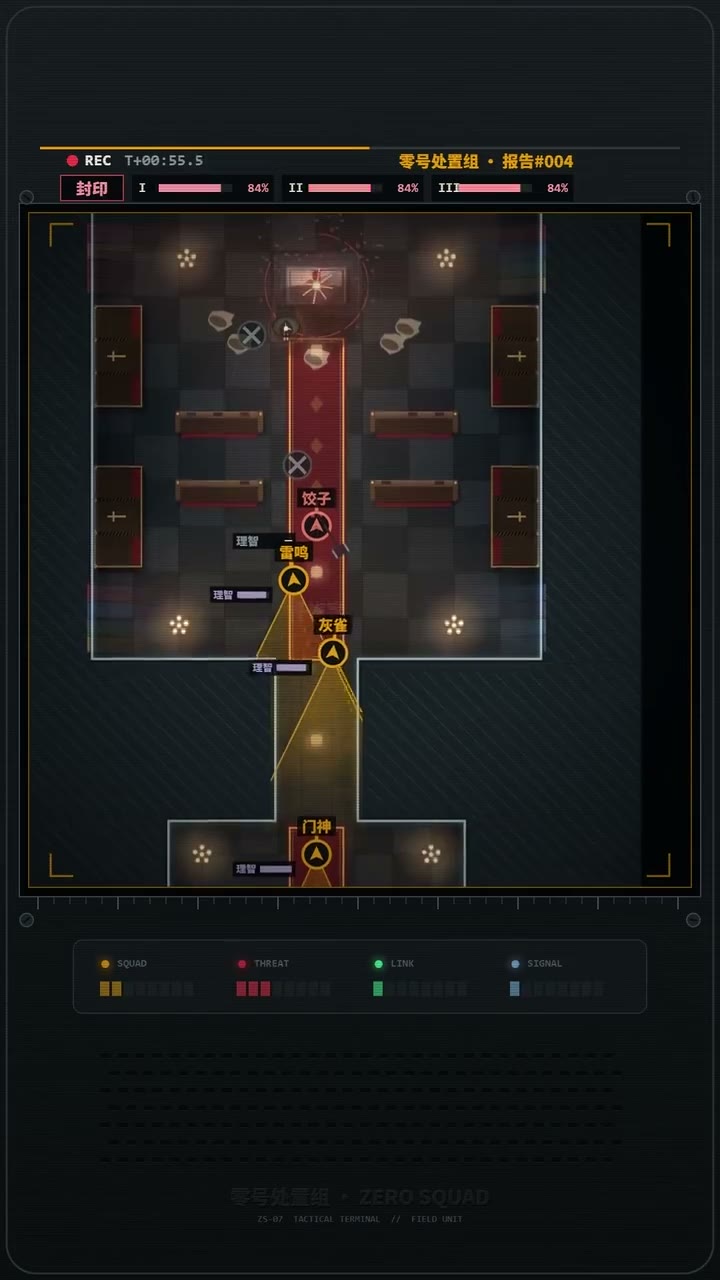 REC T+00:55.5
零号处置组 · 报告#004
封印 I 84% II 84% III 84%
饺子
理智
雷鸣
理智
灰雀
理智
门神
理智
SQUAD THREAT LINK SIGNAL
零号处置组 · ZERO SQUAD
ZS-07 TACTICAL TERMINAL // FIELD UNIT